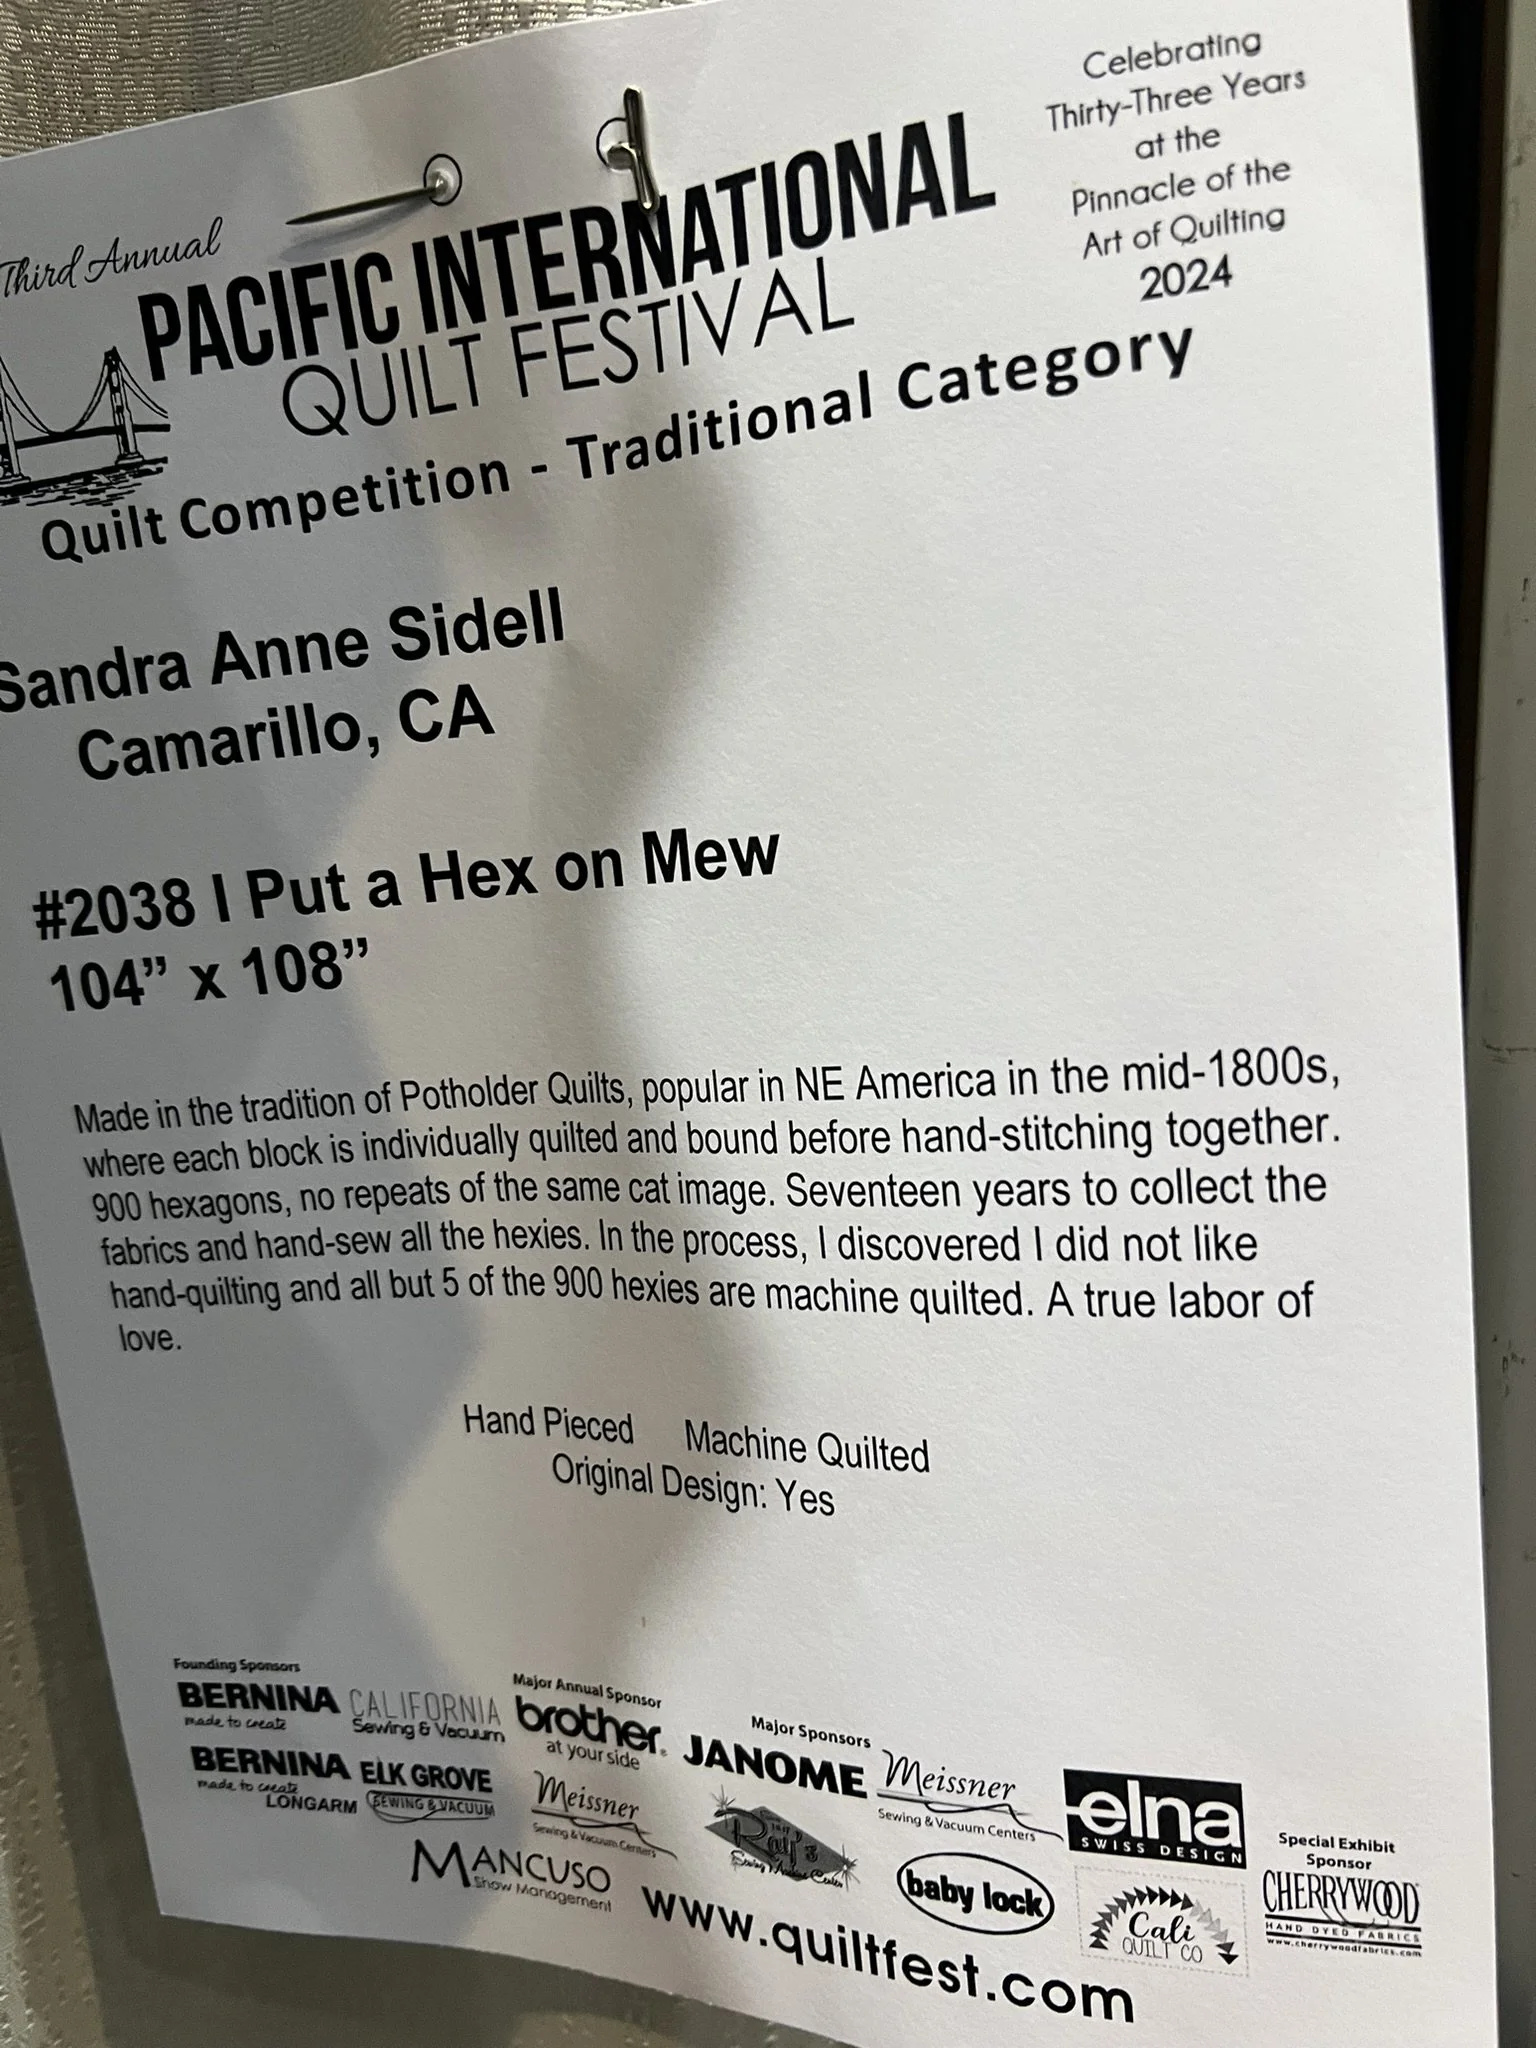 Third Annual
PACIFIC INTERNATIONAL
QUILT FESTIVAL
Celebrating
Thirty-Three Years
at the
Pinnacle of the
Art of Quilting
2024
Quilt Competition - Traditional Category
Sandra Anne Sidell
Camarillo, CA
#2038 I Put a Hex on Mew
104” x 108”
Made in the tradition of Potholder Quilts, popular in NE America in the mid-1800s,
where each block is individually quilted and bound before hand-stitching together.
900 hexagons, no repeats of the same cat image. Seventeen years to collect the
fabrics and hand-sew all the hexies. In the process, I discovered I did not like
hand-quilting and all but 5 of the 900 hexies are machine quilted. A true labor of
love.
Hand Pieced Machine Quilted
Original Design: Yes
Founding Sponsors
BERNINA
made to create
CALIFORNIA
Sewing & Vacuum
BERNINA
made to create
LONGARM
ELK GROVE
SEWING & VACUUM
Major Annual Sponsor
brother
at your side
Meissner
Sewing & Vacuum Centers
MANCUSO
Show Management
Major Sponsors
JANOME
Meissner
Sewing & Vacuum Centers
Ray's
Sewing Machine Center
baby lock
elna
SWISS DESIGN
Cali
QUILT CO
Special Exhibit
Sponsor
CHERRYWOOD
HAND DYED FABRICS
www.cherrywoodfabrics.com
www.quiltfest.com